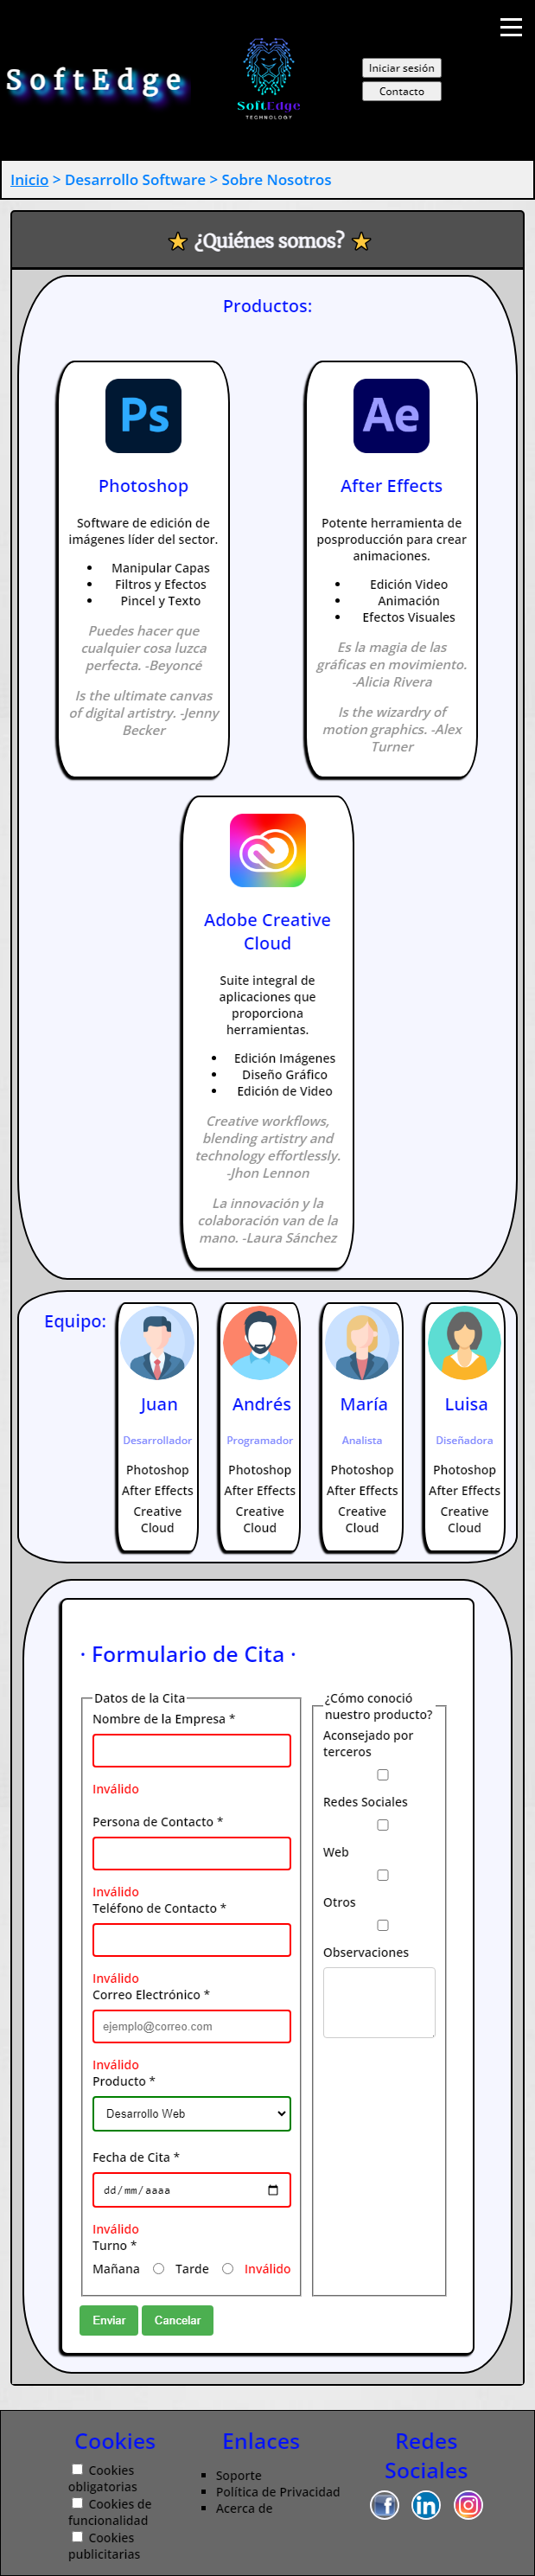 SoftEdge
SoftEdge
TECHNOLOGY
Iniciar sesión
Contacto
Inicio > Desarrollo Software > Sobre Nosotros
¿Quiénes somos?
Productos:
Ps
Photoshop
Software de edición de
imágenes líder del sector.
Manipular Capas
Filtros y Efectos
Pincel y Texto
Puedes hacer que
cualquier cosa luzca
perfecta. -Beyoncé
Is the ultimate canvas
of digital artistry. -Jenny
Becker
Ae
After Effects
Potente herramienta de
posproducción para crear
animaciones.
Edición Video
Animación
Efectos Visuales
Es la magia de las
gráficas en movimiento.
-Alicia Rivera
Is the wizardry of
motion graphics. -Alex
Turner
Adobe Creative
Cloud
Suite integral de
aplicaciones que
proporciona
herramientas.
Edición Imágenes
Diseño Gráfico
Edición de Video
Creative workflows,
blending artistry and
technology effortlessly.
-Jhon Lennon
La innovación y la
colaboración van de la
mano. -Laura Sánchez
Equipo:
Juan
Desarrollador
Photoshop
After Effects
Creative
Cloud
Andrés
Programador
Photoshop
After Effects
Creative
Cloud
María
Analista
Photoshop
After Effects
Creative
Cloud
Luisa
Diseñadora
Photoshop
After Effects
Creative
Cloud
· Formulario de Cita ·
Datos de la Cita
Nombre de la Empresa *
Inválido
Persona de Contacto *
Inválido
Teléfono de Contacto *
Inválido
Correo Electrónico *
ejemplo@correo.com
Inválido
Producto *
Desarrollo Web
Fecha de Cita *
dd/mm/aaaa
Inválido
Turno *
Mañana Tarde Inválido
¿Cómo conoció
nuestro producto?
Aconsejado por
terceros
Redes Sociales
Web
Otros
Observaciones
Enviar Cancelar
Cookies
Cookies
obligatorias
Cookies de
funcionalidad
Cookies
publicitarias
Enlaces
Soporte
Política de Privacidad
Acerca de
Redes
Sociales
f
in